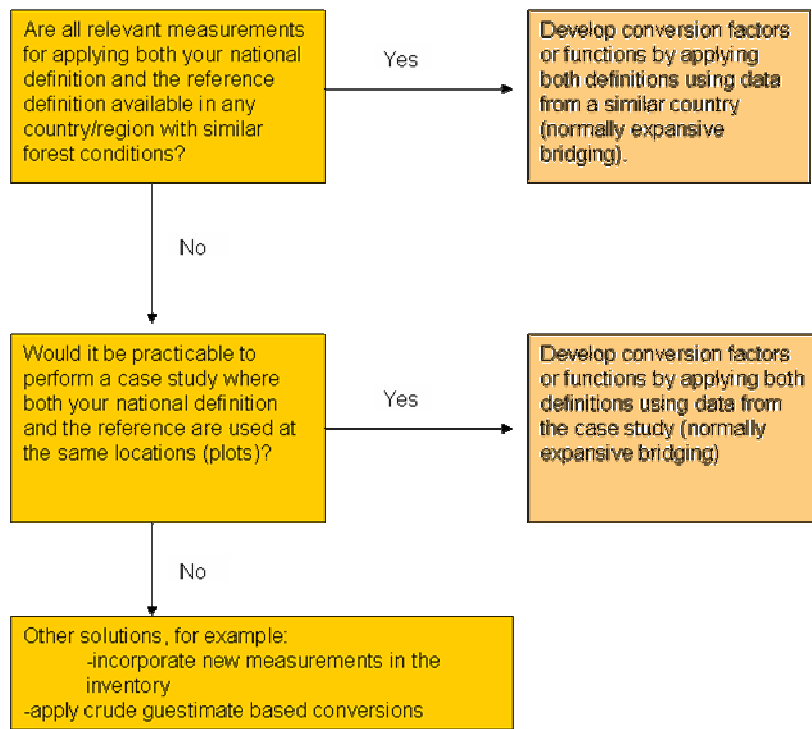 Are all relevant measurements
for applying both your national
definition and the reference
definition available in any
country/region with similar
forest conditions?
Yes
Develop conversion factors
or functions by applying
both definitions using data
from a similar country
(normally expansive
bridging).
No
Would it be practicable to
perform a case study where
both your national definition
and the reference are used at
the same locations (plots)?
Yes
Develop conversion factors
or functions by applying both
definitions using data from
the case study (normally
expansive bridging)
No
Other solutions, for example:
-incorporate new measurements in the
inventory
-apply crude guestimate based conversions